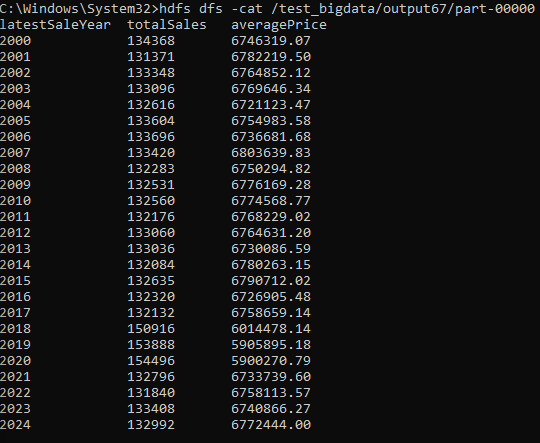 C:\Windows\System32>hdfs dfs -cat /test_bigdata/output67/part-00000
latestSaleYear totalSales averagePrice
2000 134368 6746319.07
2001 131371 6782219.50
2002 133348 6764852.12
2003 133096 6769646.34
2004 132616 6721123.47
2005 133604 6754983.58
2006 133696 6736681.68
2007 133420 6803639.83
2008 132283 6750294.82
2009 132531 6776169.28
2010 132560 6774568.77
2011 132176 6768229.02
2012 133060 6764631.20
2013 133036 6730086.59
2014 132084 6780263.15
2015 132635 6790712.02
2016 132320 6726905.48
2017 132132 6758659.14
2018 150916 6014478.14
2019 153888 5905895.18
2020 154496 5900270.79
2021 132796 6733739.60
2022 131840 6758113.57
2023 133408 6740866.27
2024 132992 6772444.00